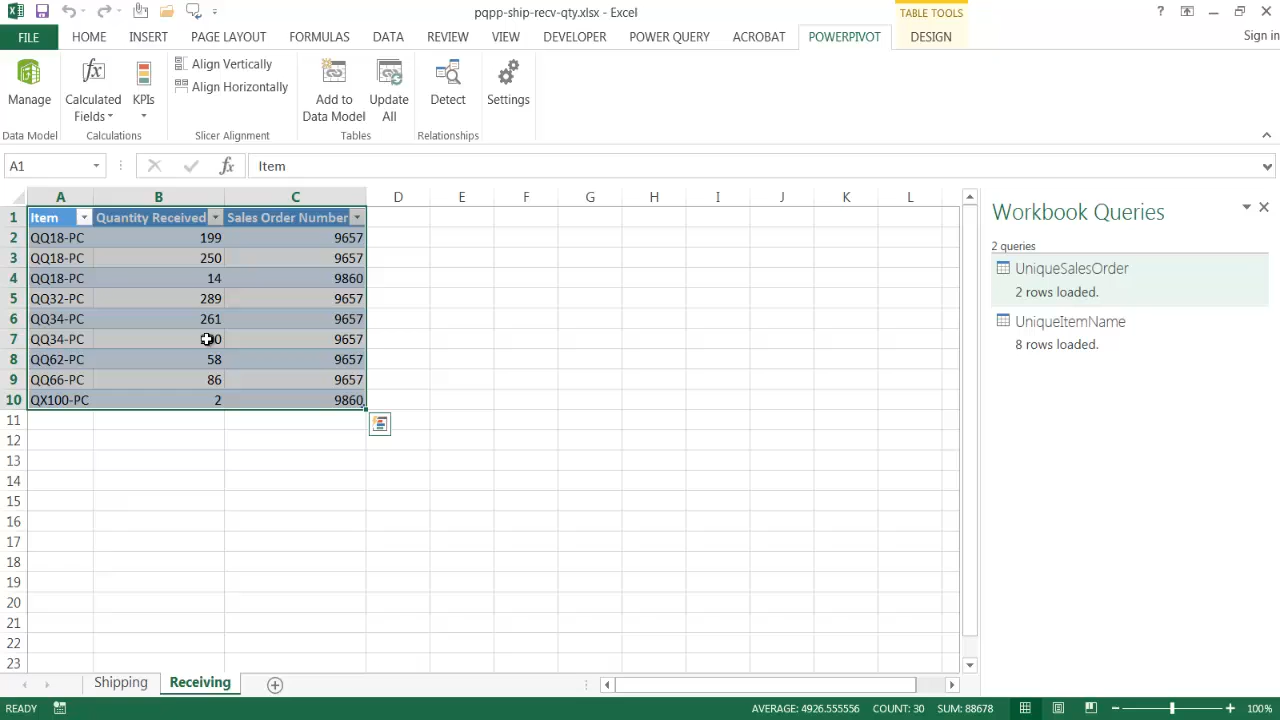 pqpp-ship-recv-qty.xlsx - Excel
TABLE TOOLS
?
FILE HOME INSERT PAGE LAYOUT FORMULAS DATA REVIEW VIEW DEVELOPER POWER QUERY ACROBAT POWERPIVOT DESIGN Sign in
Manage
Calculated Fields
KPIs
Align Vertically
Align Horizontally
Add to Data Model
Update All
Detect
Settings
Data Model Calculations Slicer Alignment Tables Relationships
A1 fx Item
A B C D E F G H I J K L
1 Item Quantity Received Sales Order Number
2 QQ18-PC 199 9657
3 QQ18-PC 250 9657
4 QQ18-PC 14 9860
5 QQ32-PC 289 9657
6 QQ34-PC 261 9657
7 QQ34-PC 9657
8 QQ62-PC 58 9657
9 QQ66-PC 86 9657
10 QX100-PC 2 9860
11
12
13
14
15
16
17
18
19
20
21
22
23
Workbook Queries
2 queries
UniqueSalesOrder
2 rows loaded.
UniqueItemName
8 rows loaded.
Shipping Receiving
READY AVERAGE: 4926.555556 COUNT: 30 SUM: 88678 100%